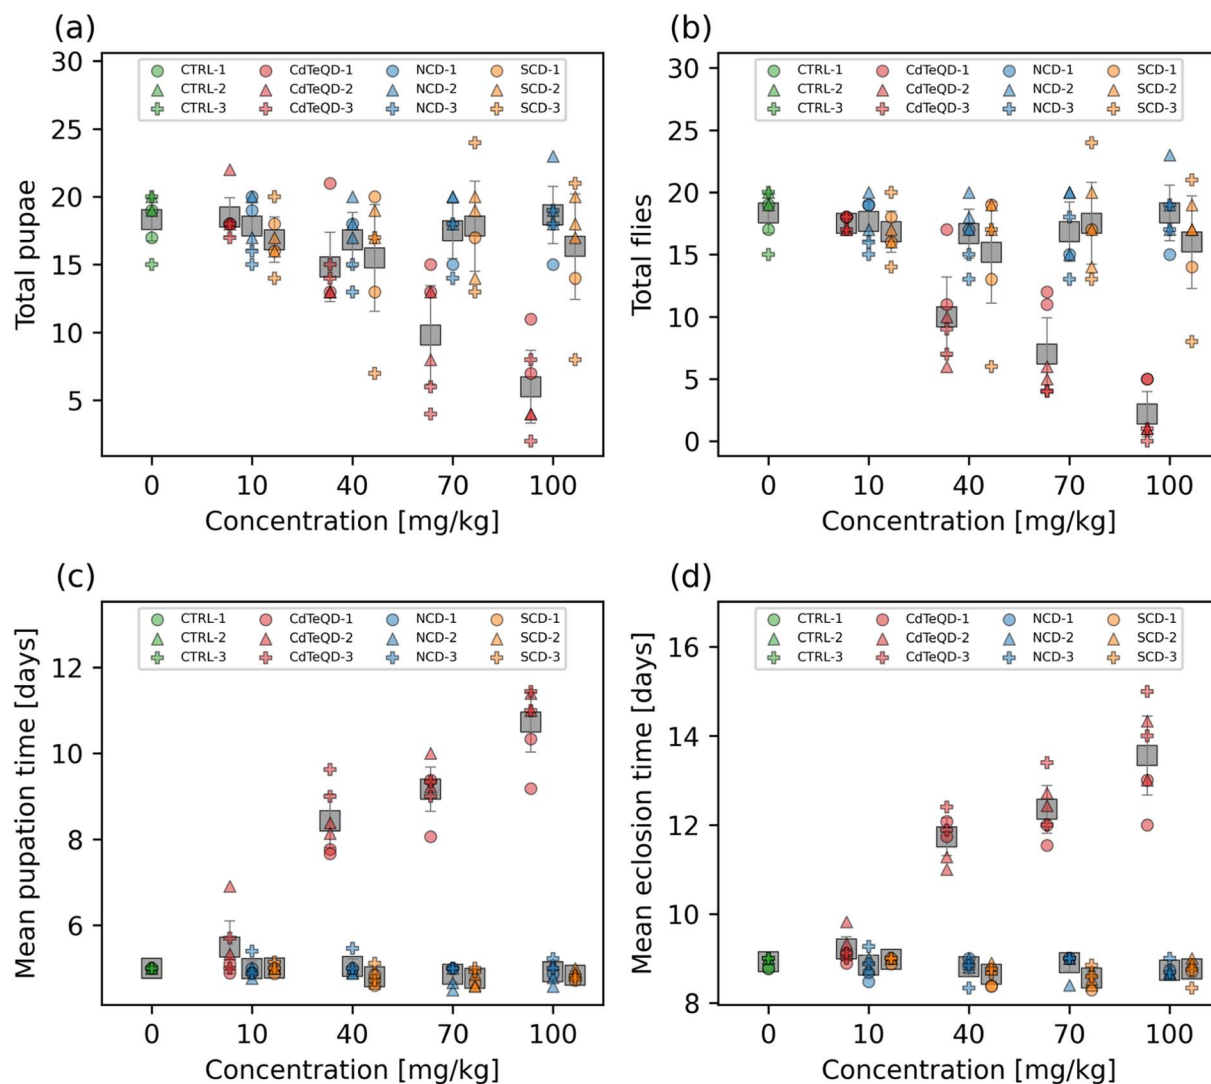 (a)
CTRL-1 CdTeQD-1 NCD-1 SCD-1
CTRL-2 CdTeQD-2 NCD-2 SCD-2
CTRL-3 CdTeQD-3 NCD-3 SCD-3
30
25
20
15
10
5
Total pupae
0 10 40 70 100
Concentration [mg/kg]
(b)
CTRL-1 CdTeQD-1 NCD-1 SCD-1
CTRL-2 CdTeQD-2 NCD-2 SCD-2
CTRL-3 CdTeQD-3 NCD-3 SCD-3
30
25
20
15
10
5
0
Total flies
0 10 40 70 100
Concentration [mg/kg]
(c)
CTRL-1 CdTeQD-1 NCD-1 SCD-1
CTRL-2 CdTeQD-2 NCD-2 SCD-2
CTRL-3 CdTeQD-3 NCD-3 SCD-3
12
10
8
6
Mean pupation time [days]
0 10 40 70 100
Concentration [mg/kg]
(d)
CTRL-1 CdTeQD-1 NCD-1 SCD-1
CTRL-2 CdTeQD-2 NCD-2 SCD-2
CTRL-3 CdTeQD-3 NCD-3 SCD-3
16
14
12
10
8
Mean eclosion time [days]
0 10 40 70 100
Concentration [mg/kg]